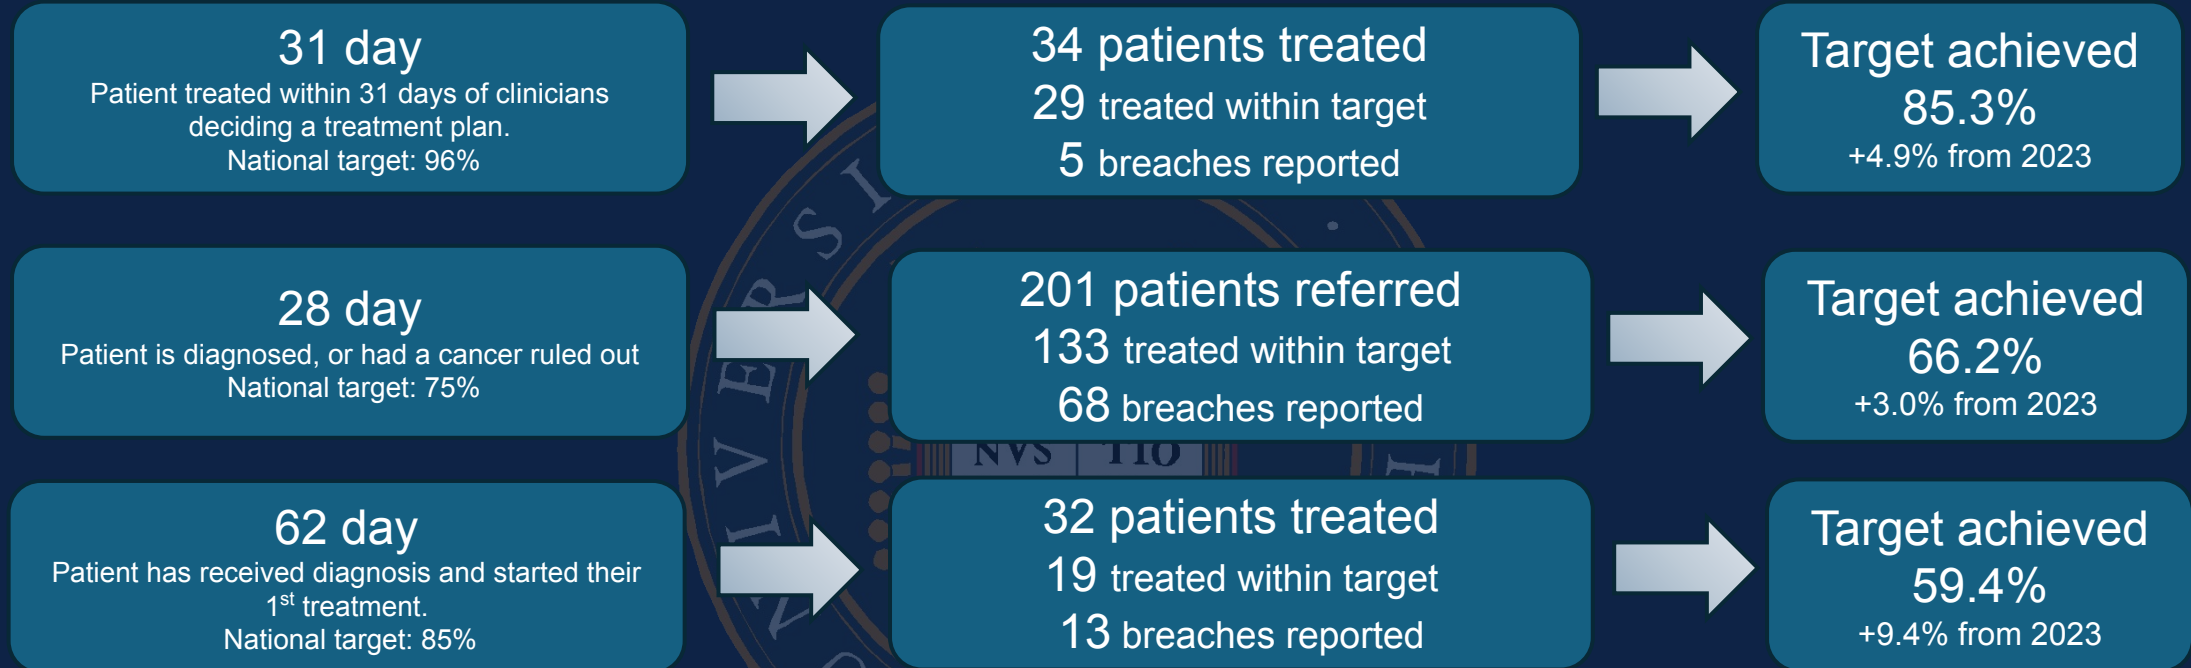 31 day
Patient treated within 31 days of clinicians
deciding a treatment plan.
National target: 96%
34 patients treated
29 treated within target
5 breaches reported
Target achieved
85.3%
+4.9% from 2023
28 day
Patient is diagnosed, or had a cancer ruled out
National target: 75%
201 patients referred
133 treated within target
68 breaches reported
Target achieved
66.2%
+3.0% from 2023
NVS TIO
62 day
Patient has received diagnosis and started their
1st treatment.
National target: 85%
32 patients treated
19 treated within target
13 breaches reported
Target achieved
59.4%
+9.4% from 2023